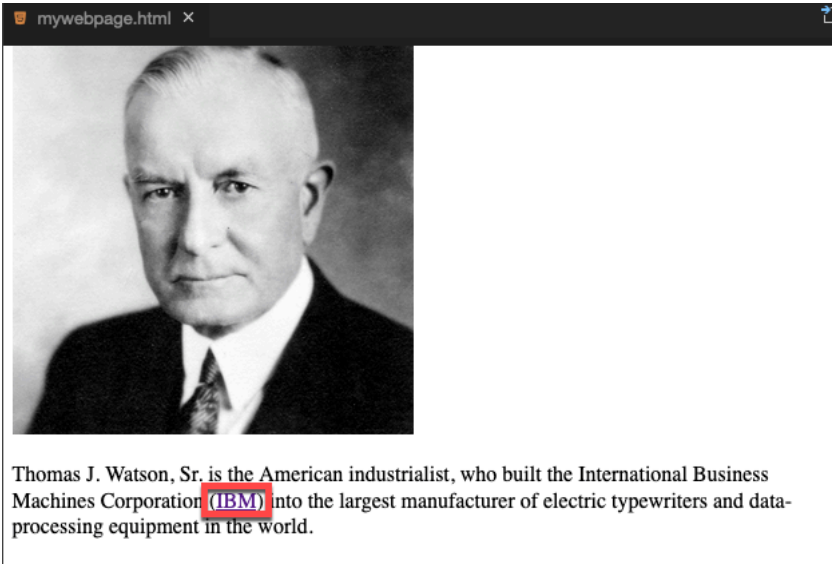 mywebpage.html
Thomas J. Watson, Sr. is the American industrialist, who built the International Business
Machines Corporation (IBM) into the largest manufacturer of electric typewriters and data-
processing equipment in the world.